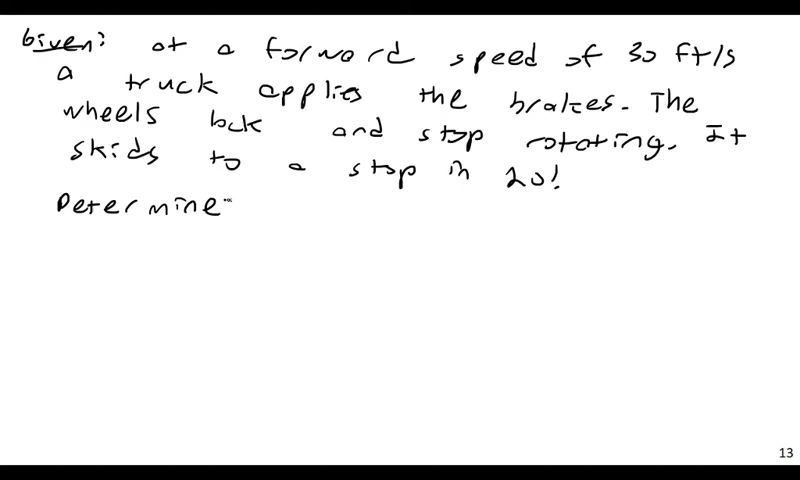 Given: at a forward speed of 30 ft/s
a truck applies the brakes. The
wheels lock and stop rotating. It
skids to a stop in 20'.
Determine
13